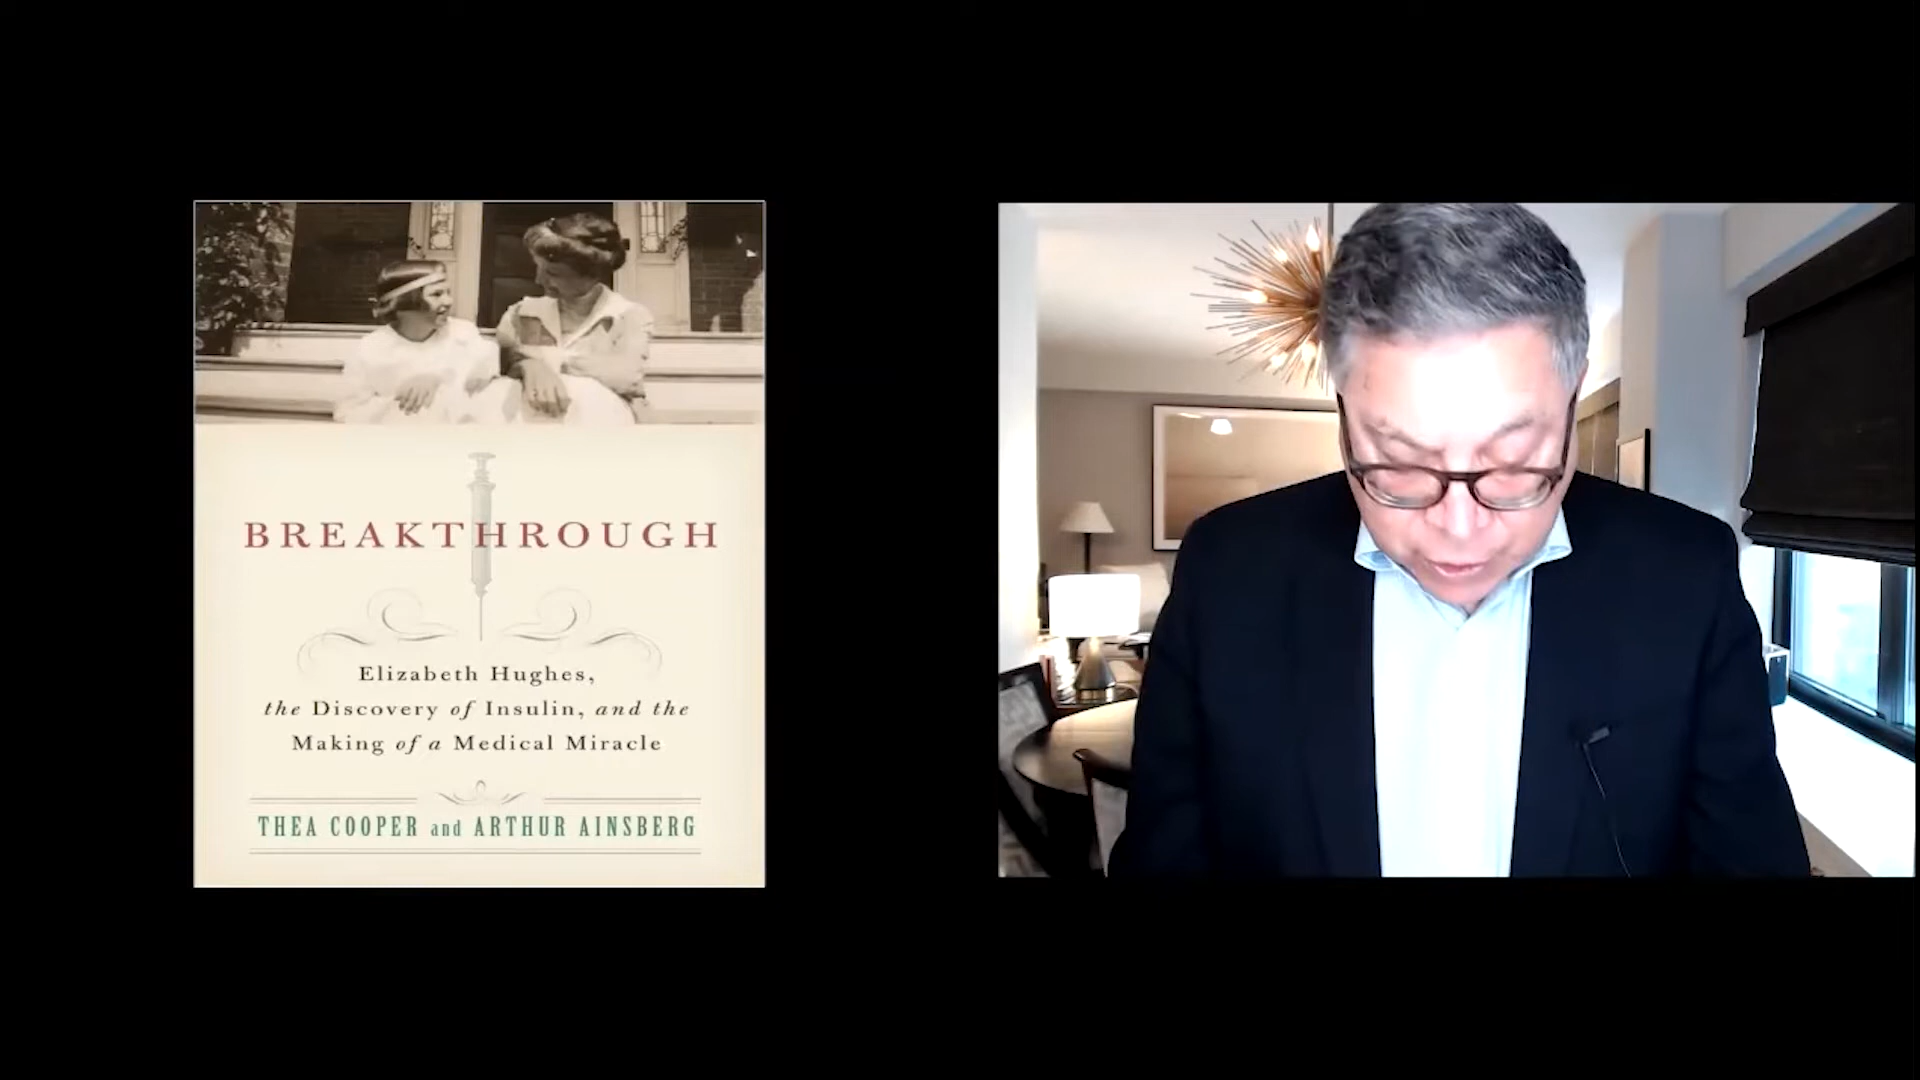 BREAKTHROUGH
Elizabeth Hughes,
the Discovery of Insulin, and the
Making of a Medical Miracle
THEA COOPER and ARTHUR AINSBERG